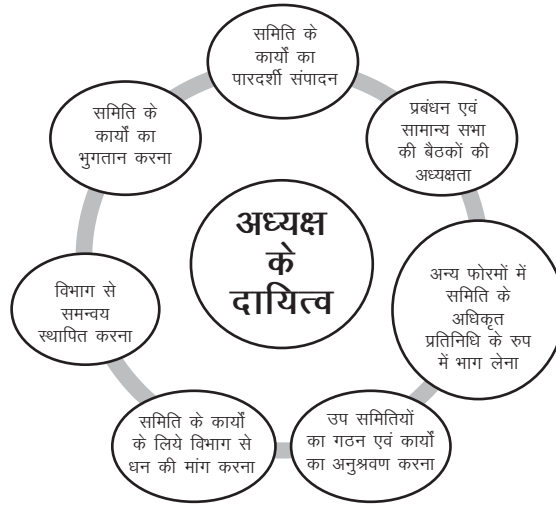 समिति के
कार्यों का
पारदर्शी संपादन
प्रबंधन एवं
सामान्य सभा
की बैठकों की
अध्यक्षता
अन्य फोरमों में
समिति के
अधिकृत
प्रतिनिधि के रुप
में भाग लेना
उप समितियों
का गठन एवं कार्यों
का अनुश्रवण करना
समिति के कार्यों
के लिये विभाग से
धन की मांग करना
विभाग से
समन्वय
स्थापित करना
समिति के
कार्यों का
भुगतान करना
अध्यक्ष
के
दायित्व